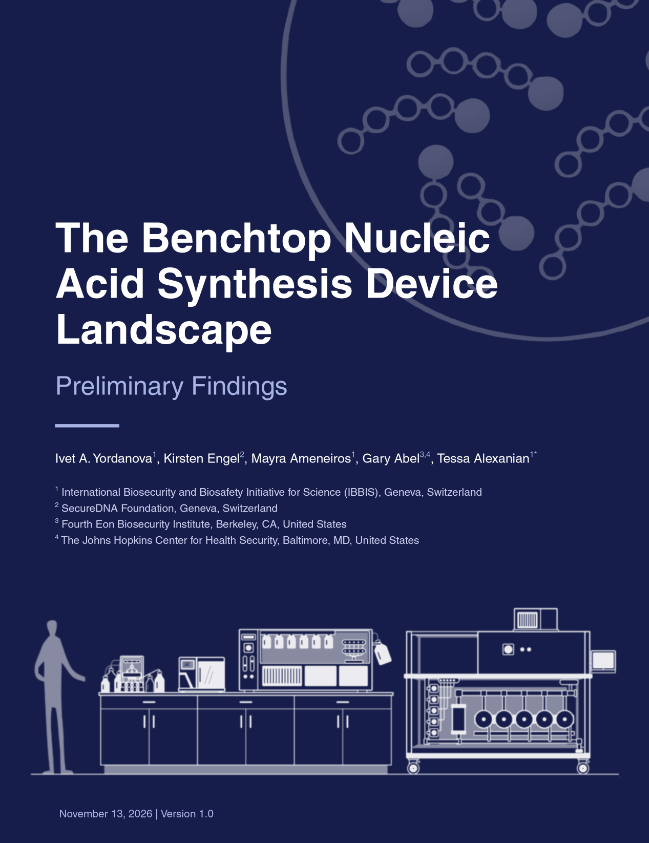 The Benchtop Nucleic
Acid Synthesis Device
Landscape
Preliminary Findings
Ivet A. Yordanova1, Kirsten Engel2, Mayra Ameneiros1, Gary Abel3,4, Tessa Alexanian1*
1 International Biosecurity and Biosafety Initiative for Science (IBBIS), Geneva, Switzerland
2 SecureDNA Foundation, Geneva, Switzerland
3 Fourth Eon Biosecurity Institute, Berkeley, CA, United States
4 The Johns Hopkins Center for Health Security, Baltimore, MD, United States
November 13, 2026 | Version 1.0